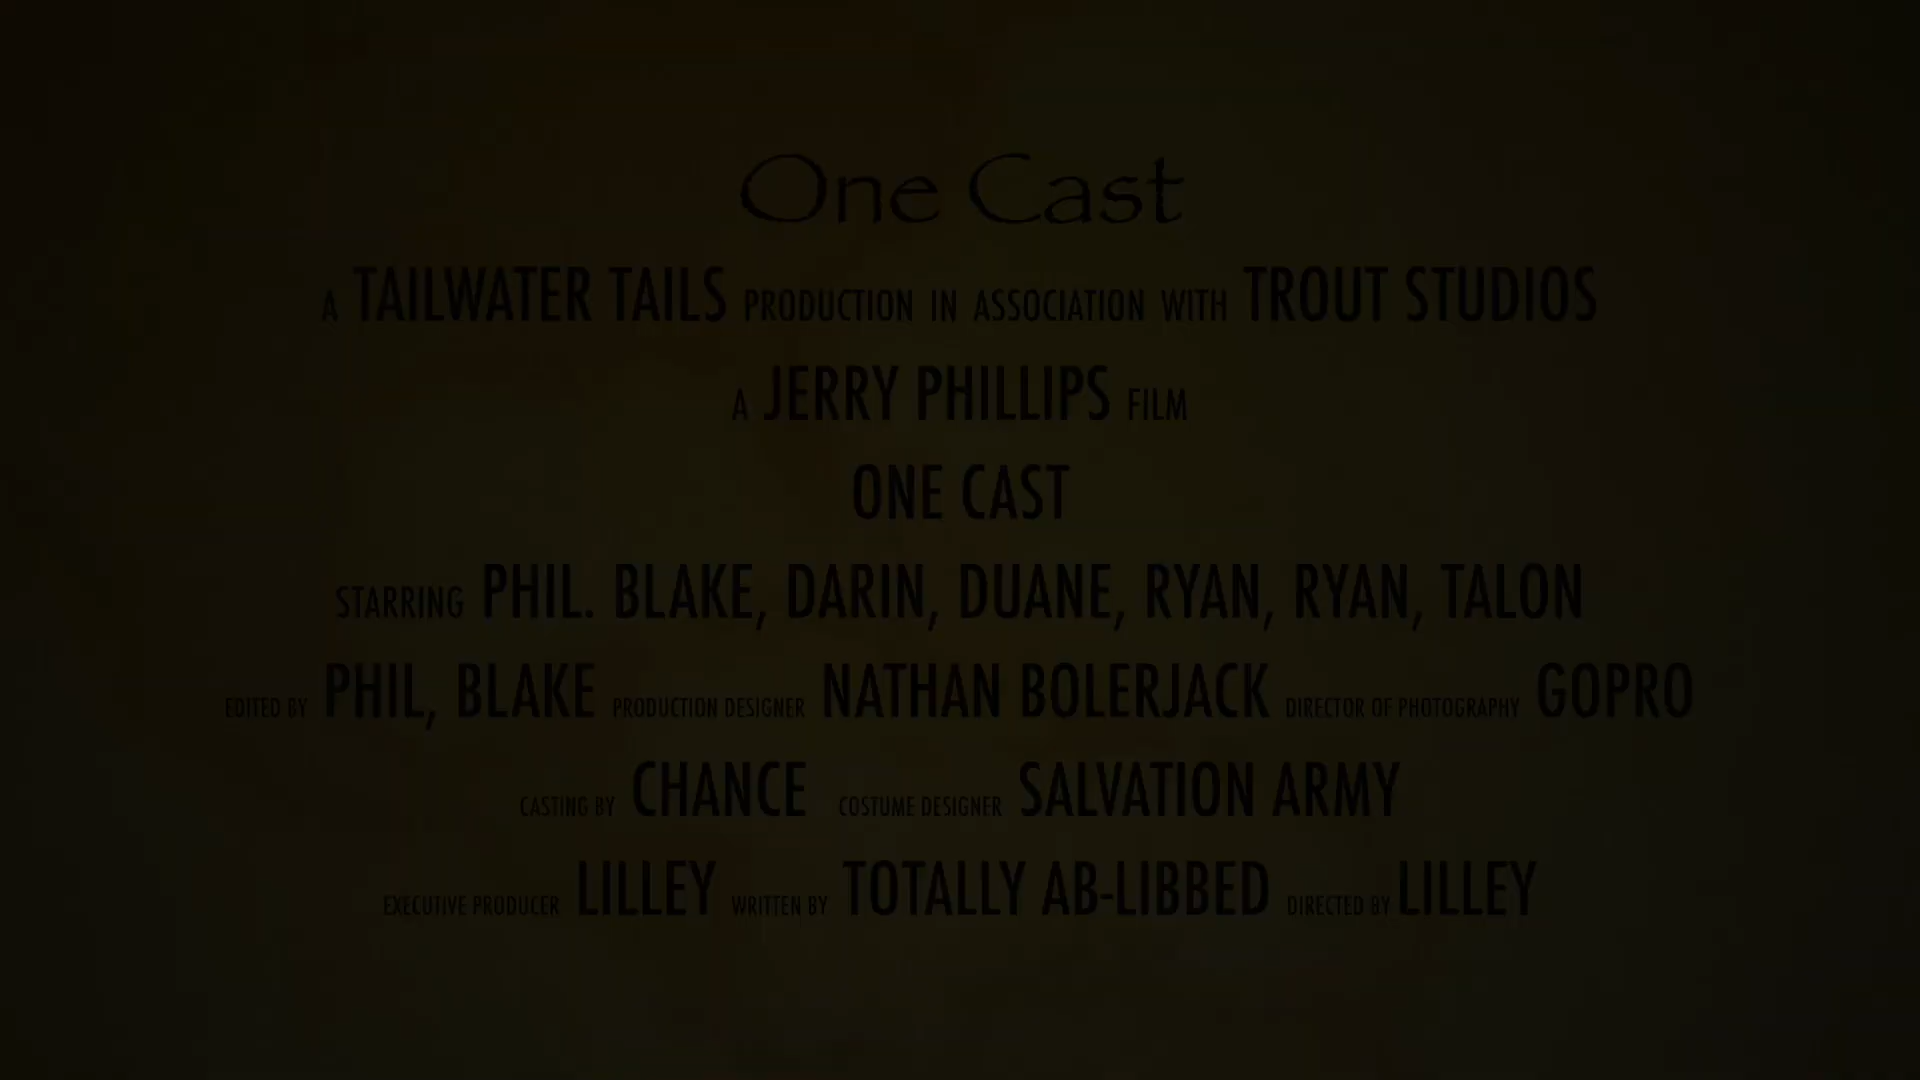 One Cast
A TAILWATER TAILS PRODUCTION IN ASSOCIATION WITH TROUT STUDIOS
A JERRY PHILLIPS FILM
ONE CAST
STARRING PHIL. BLAKE, DARIN, DUANE, RYAN, RYAN, TALON
EDITED BY PHIL, BLAKE PRODUCTION DESIGNER NATHAN BOLERJACK DIRECTOR OF PHOTOGRAPHY GOPRO
CASTING BY CHANCE COSTUME DESIGNER SALVATION ARMY
EXECUTIVE PRODUCER LILLEY WRITTEN BY TOTALLY AB-LIBBED DIRECTED BY LILLEY